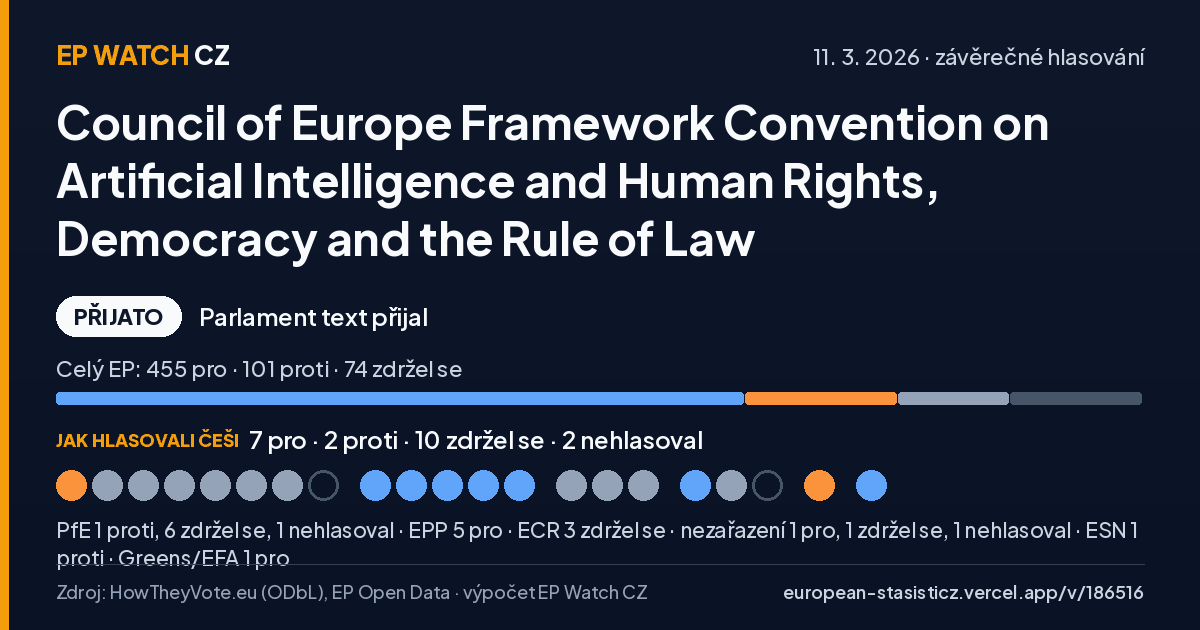 EP WATCH CZ
11. 3. 2026 · závěrečné hlasování
Council of Europe Framework Convention on
Artificial Intelligence and Human Rights,
Democracy and the Rule of Law
PŘIJATO Parlament text přijal
Celý EP: 455 pro · 101 proti · 74 zdržel se
JAK HLASOVALI ČEŠI 7 pro · 2 proti · 10 zdržel se · 2 nehlasoval
PfE 1 proti, 6 zdržel se, 1 nehlasoval · EPP 5 pro · ECR 3 zdržel se · nezařazení 1 pro, 1 zdržel se, 1 nehlasoval · ESN 1
proti · Greens/EFA 1 pro
Zdroj: HowTheyVote.eu (ODbL), EP Open Data · výpočet EP Watch CZ
european-stasisticz.vercel.app/v/186516